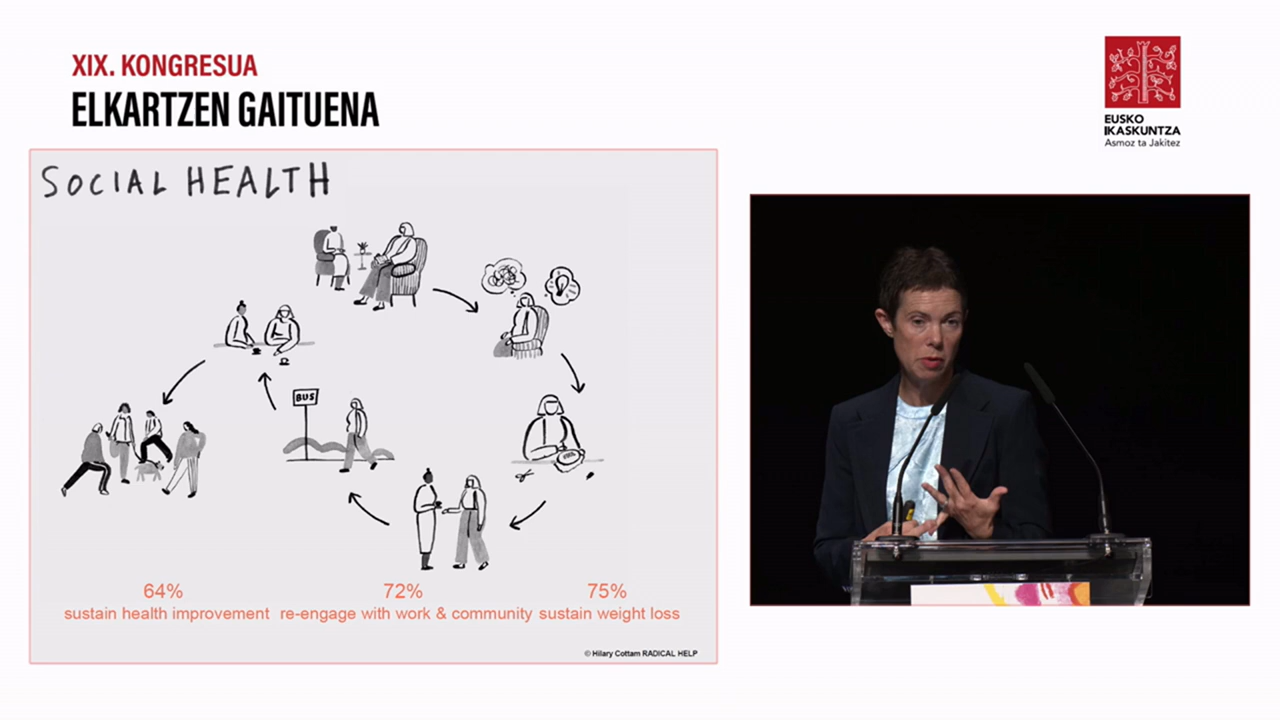 XIX. KONGRESUA
ELKARTZEN GAITUENA
EUSKO
IKASKUNTZA
Asmoz ta Jakitez
SOCIAL HEALTH
BUS
64%
sustain health improvement
72%
re-engage with work & community
75%
sustain weight loss
© Hilary Cottam RADICAL HELP